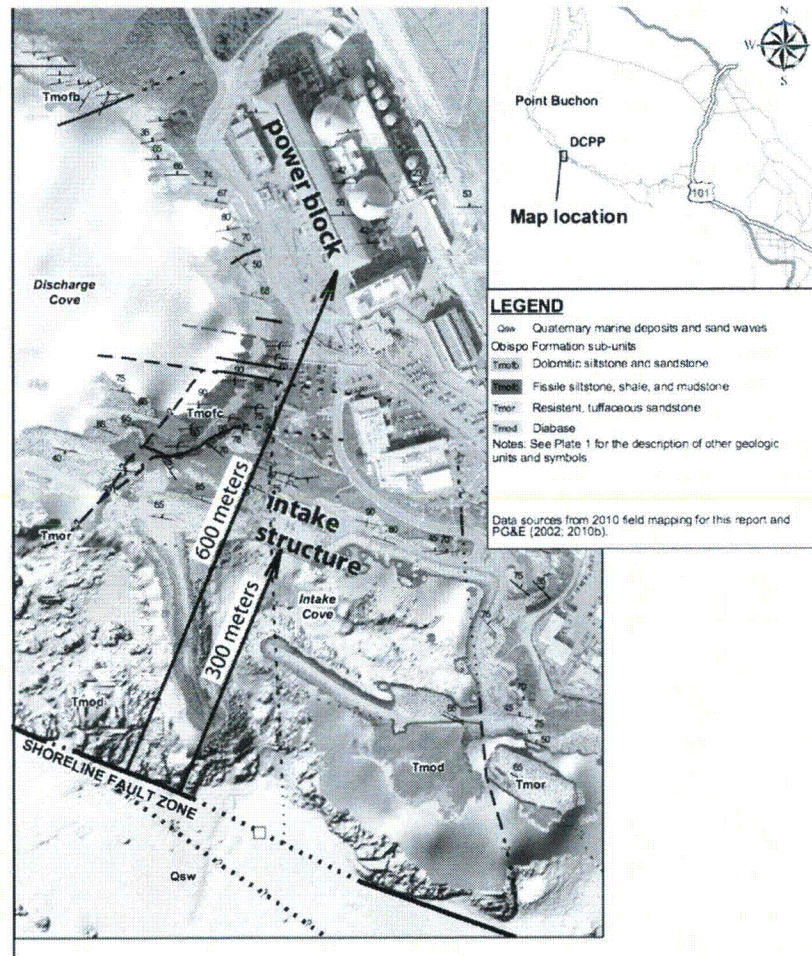 N
W
S
Point Buchon
DCPP
101
Map location
Tmofb
power block
Discharge
Cove
LEGEND
Qsw Quaternary marine deposits and sand waves
Obispo Formation sub-units
Tmofb Dolomitic siltstone and sandstone
Tmofc Fissile siltstone, shale, and mudstone
Tmor Resistent, tuffaceous sandstone
Tmod Diabase
Notes: See Plate 1 for the description of other geologic
units and symbols
Data sources from 2010 field mapping for this report and
PG&E (2002; 2010b).
53
Tmofc
600 meters
intake
structure
Tmor
300 meters
Intake
Cove
Tmod
SHORELINE FAULT ZONE
Tmod
Tmor
Qsw